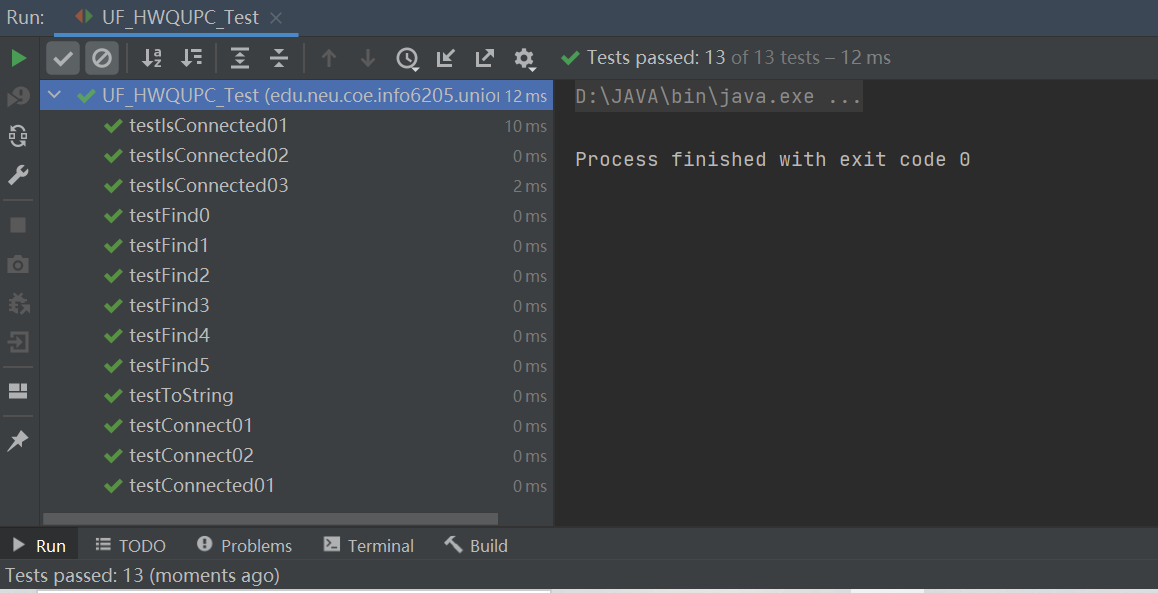 Run: UF_HWQUPC_Test
Tests passed: 13 of 13 tests – 12 ms
UF_HWQUPC_Test (edu.neu.coe.info6205.union 12 ms
testIsConnected01 10 ms
testIsConnected02 0 ms
testIsConnected03 2 ms
testFind0 0 ms
testFind1 0 ms
testFind2 0 ms
testFind3 0 ms
testFind4 0 ms
testFind5 0 ms
testToString 0 ms
testConnect01 0 ms
testConnect02 0 ms
testConnected01 0 ms
D:\JAVA\bin\java.exe ...
Process finished with exit code 0
Run TODO Problems Terminal Build
Tests passed: 13 (moments ago)